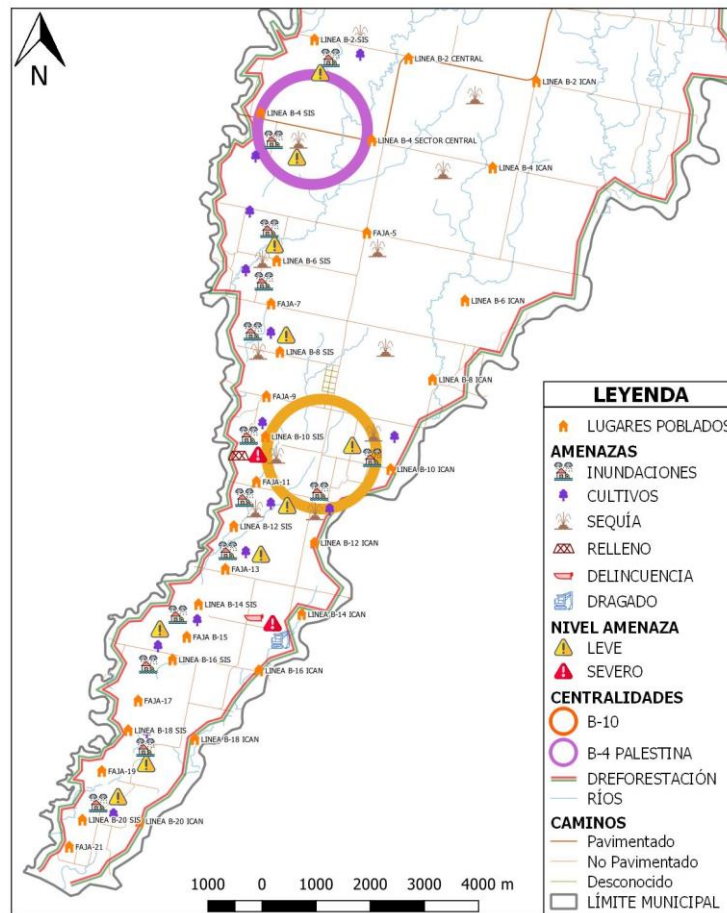 N
LINEA B-2 SIS
LINEA B-2 CENTRAL
LINEA B-2 ICAN
LINEA B-4 SIS
LINEA B-4 SECTOR CENTRAL
LINEA B-4 ICAN
FAJA-5
LINEA B-6 SIS
LINEA B-6 ICAN
FAJA-7
LINEA B-8 SIS
LINEA B-8 ICAN
FAJA-9
LINEA B-10 SIS
LINEA B-10 ICAN
FAJA-11
LINEA B-12 SIS
LINEA B-12 ICAN
FAJA-13
LINEA B-14 SIS
LINEA B-14 ICAN
FAJA B-15
LINEA B-16 SIS
LINEA B-16 ICAN
FAJA-17
LINEA B-18 SIS
LINEA B-18 ICAN
FAJA-19
LINEA B-20 SIS
LINEA B-20 ICAN
FAJA-21
1000 0 1000 2000 3000 4000 m
LEYENDA
LUGARES POBLADOS
AMENAZAS
INUNDACIONES
CULTIVOS
SEQUÍA
RELLENO
DELINCUENCIA
DRAGADO
NIVEL AMENAZA
LEVE
SEVERO
CENTRALIDADES
B-10
B-4 PALESTINA
DREFORESTACIÓN
RÍOS
CAMINOS
Pavimentado
No Pavimentado
Desconocido
LÍMITE MUNICIPAL